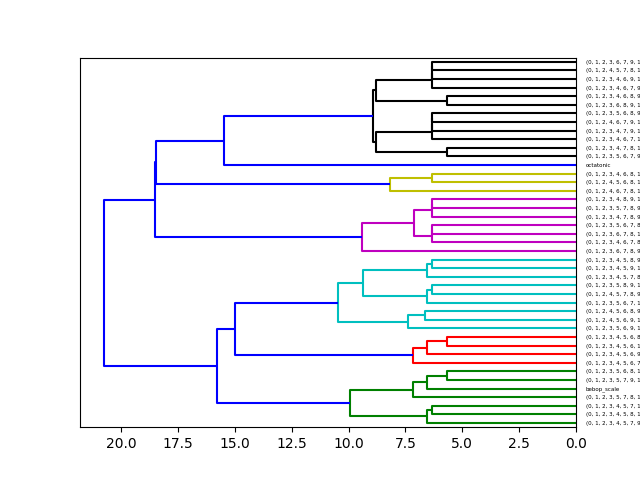 (0, 1, 2, 3, 6, 7, 9, 1
(0, 1, 2, 4, 5, 7, 8, 1
(0, 1, 2, 3, 4, 6, 9, 1
(0, 1, 2, 3, 4, 6, 7, 9
(0, 1, 2, 3, 4, 6, 8, 9
(0, 1, 2, 3, 6, 8, 9, 1
(0, 1, 2, 3, 5, 6, 8, 9
(0, 1, 2, 4, 6, 7, 9, 1
(0, 1, 2, 3, 4, 7, 9, 1
(0, 1, 2, 3, 4, 6, 7, 1
(0, 1, 2, 3, 4, 7, 8, 1
(0, 1, 2, 3, 5, 6, 7, 9
octatonic
(0, 1, 2, 3, 4, 6, 8, 1
(0, 1, 2, 4, 5, 6, 8, 1
(0, 1, 2, 4, 6, 7, 8, 1
(0, 1, 2, 3, 4, 8, 9, 1
(0, 1, 2, 3, 5, 7, 8, 9
(0, 1, 2, 3, 4, 7, 8, 9
(0, 1, 2, 3, 5, 6, 7, 8
(0, 1, 2, 3, 6, 7, 8, 1
(0, 1, 2, 3, 4, 6, 7, 8
(0, 1, 2, 3, 6, 7, 8, 9
(0, 1, 2, 3, 4, 5, 8, 9
(0, 1, 2, 3, 4, 5, 9, 1
(0, 1, 2, 3, 4, 5, 7, 8
(0, 1, 2, 3, 5, 8, 9, 1
(0, 1, 2, 4, 5, 7, 8, 9
(0, 1, 2, 3, 5, 6, 7, 1
(0, 1, 2, 4, 5, 6, 8, 9
(0, 1, 2, 4, 5, 6, 9, 1
(0, 1, 2, 3, 5, 6, 9, 1
(0, 1, 2, 3, 4, 5, 6, 8
(0, 1, 2, 3, 4, 5, 6, 1
(0, 1, 2, 3, 4, 5, 6, 9
(0, 1, 2, 3, 4, 5, 6, 7
(0, 1, 2, 3, 5, 6, 8, 1
(0, 1, 2, 3, 5, 7, 9, 1
bebop_scale
(0, 1, 2, 3, 5, 7, 8, 1
(0, 1, 2, 3, 4, 5, 7, 1
(0, 1, 2, 3, 4, 5, 8, 1
(0, 1, 2, 3, 4, 5, 7, 9
20.0 17.5 15.0 12.5 10.0 7.5 5.0 2.5 0.0